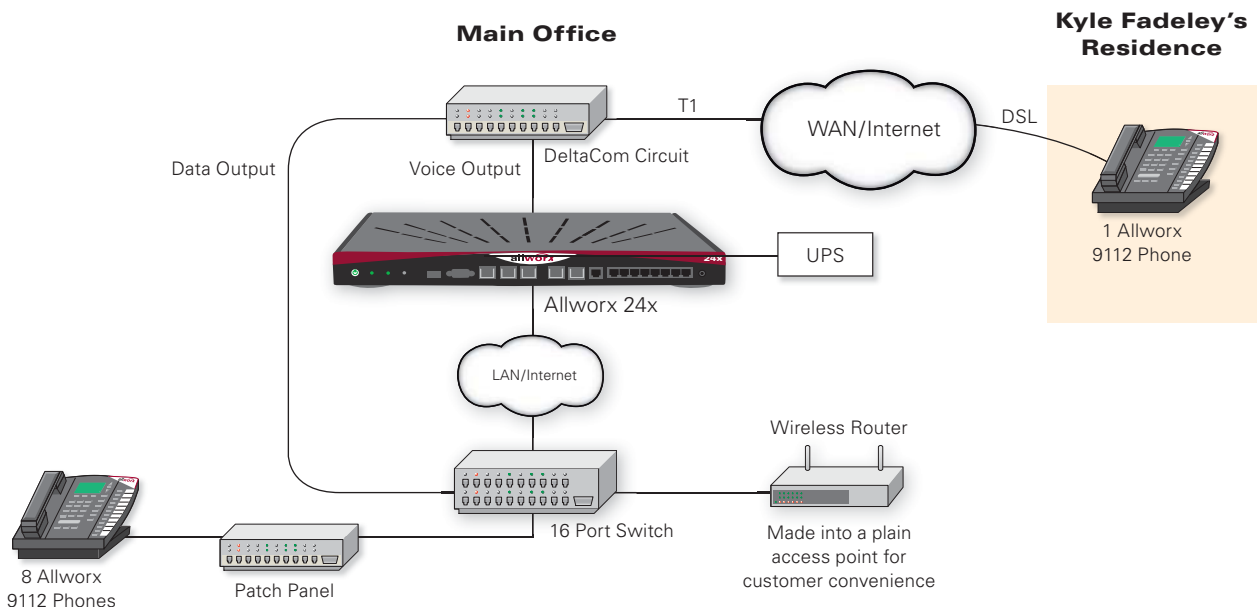 Main Office
Kyle Fadeley's
Residence
T1
WAN/Internet
DSL
Data Output
Voice Output
DeltaCom Circuit
1 Allworx
9112 Phone
allworx
24x
UPS
Allworx 24x
LAN/Internet
Wireless Router
16 Port Switch
Made into a plain
access point for
customer convenience
8 Allworx
9112 Phones
Patch Panel